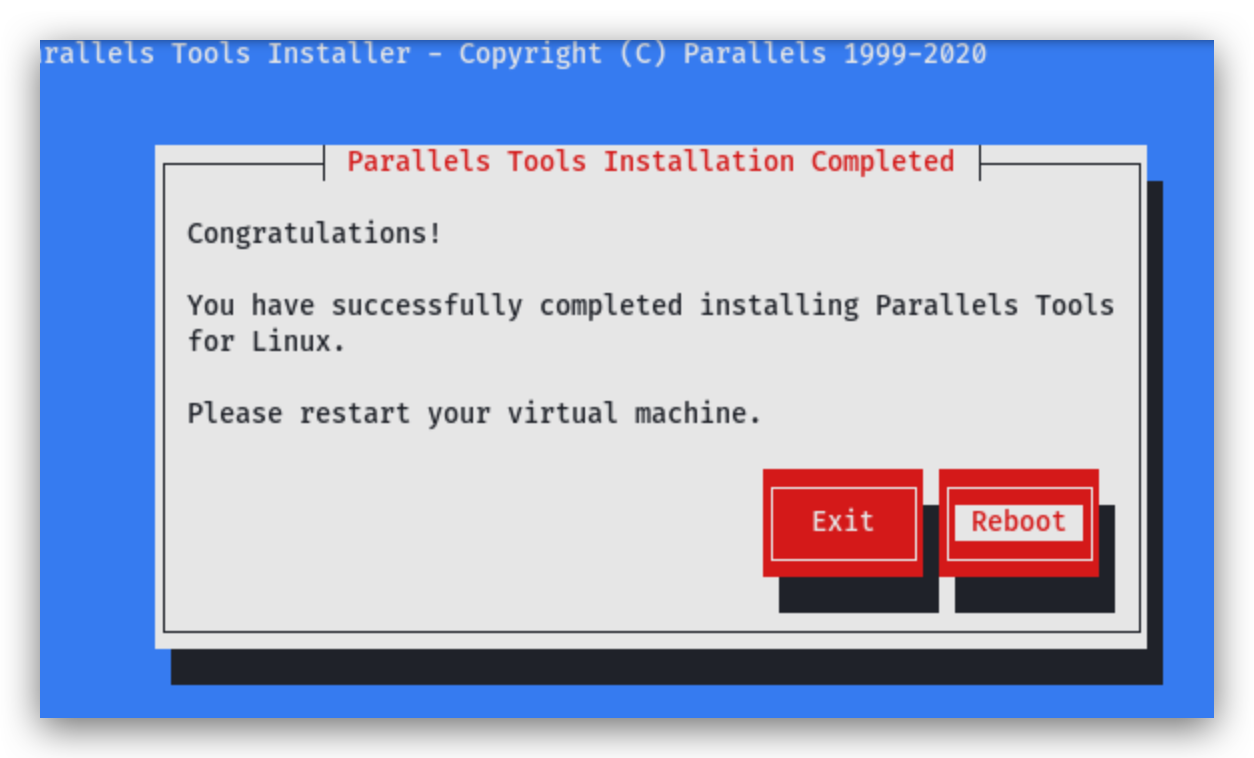 rallels Tools Installer - Copyright (C) Parallels 1999-2020
Parallels Tools Installation Completed
Congratulations!
You have successfully completed installing Parallels Tools
for Linux.
Please restart your virtual machine.
Exit
Reboot